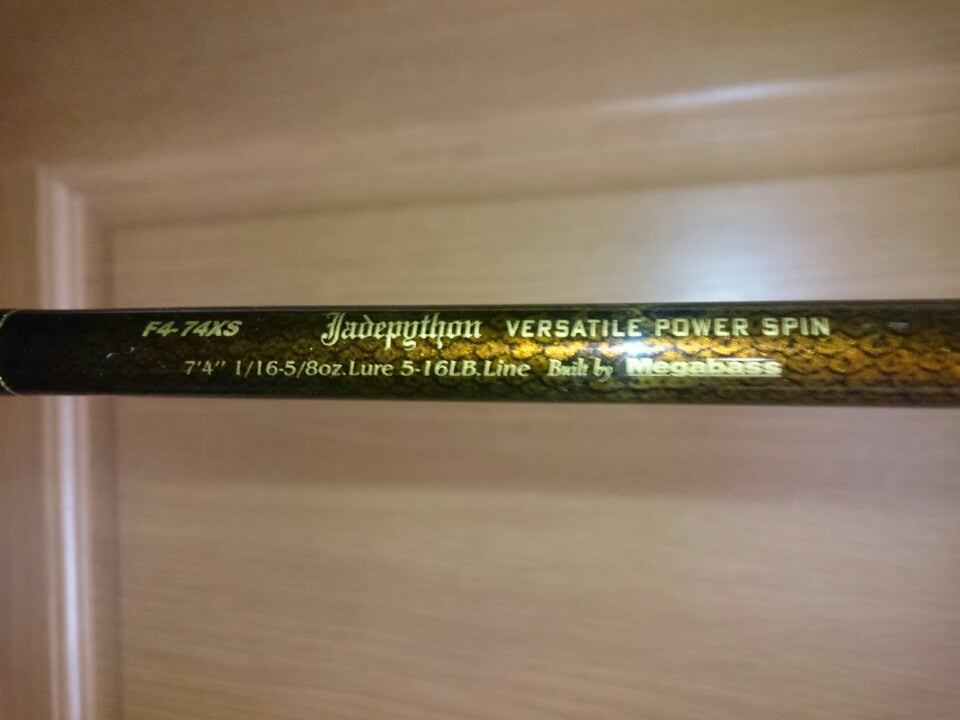 F4-74XS Jadepython VERSATILE POWER SPIN
7'4'' 1/16-5/8oz.Lure 5-16LB.Line Built by Megabass